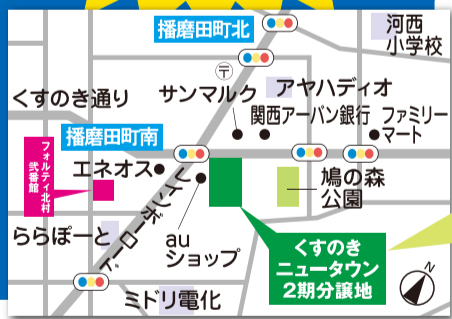 播磨田町北
河西
小学校
〒
サンマルク
アヤハディオ
くすのき通り
関西アーバン銀行
ファミリー
マート
播磨田町南
フォルティ北村
弐番館
エネオス
レインボーロード
au
ショップ
鳩の森
公園
ららぽーと
くすのき
ニュータウン
2期分譲地
ミドリ電化
N